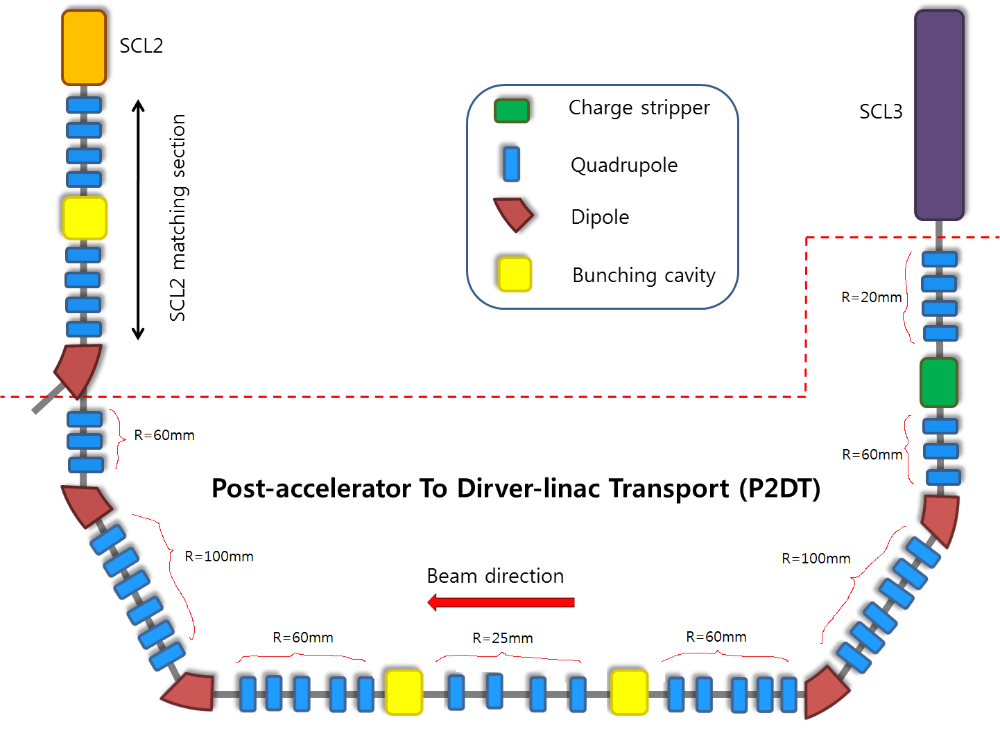 SCL2
SCL2 matching section
Charge stripper
Quadrupole
Dipole
Bunching cavity
SCL3
R=20mm
R=60mm
R=60mm
Post-accelerator To Dirver-linac Transport (P2DT)
R=100mm
R=100mm
Beam direction
R=60mm
R=25mm
R=60mm